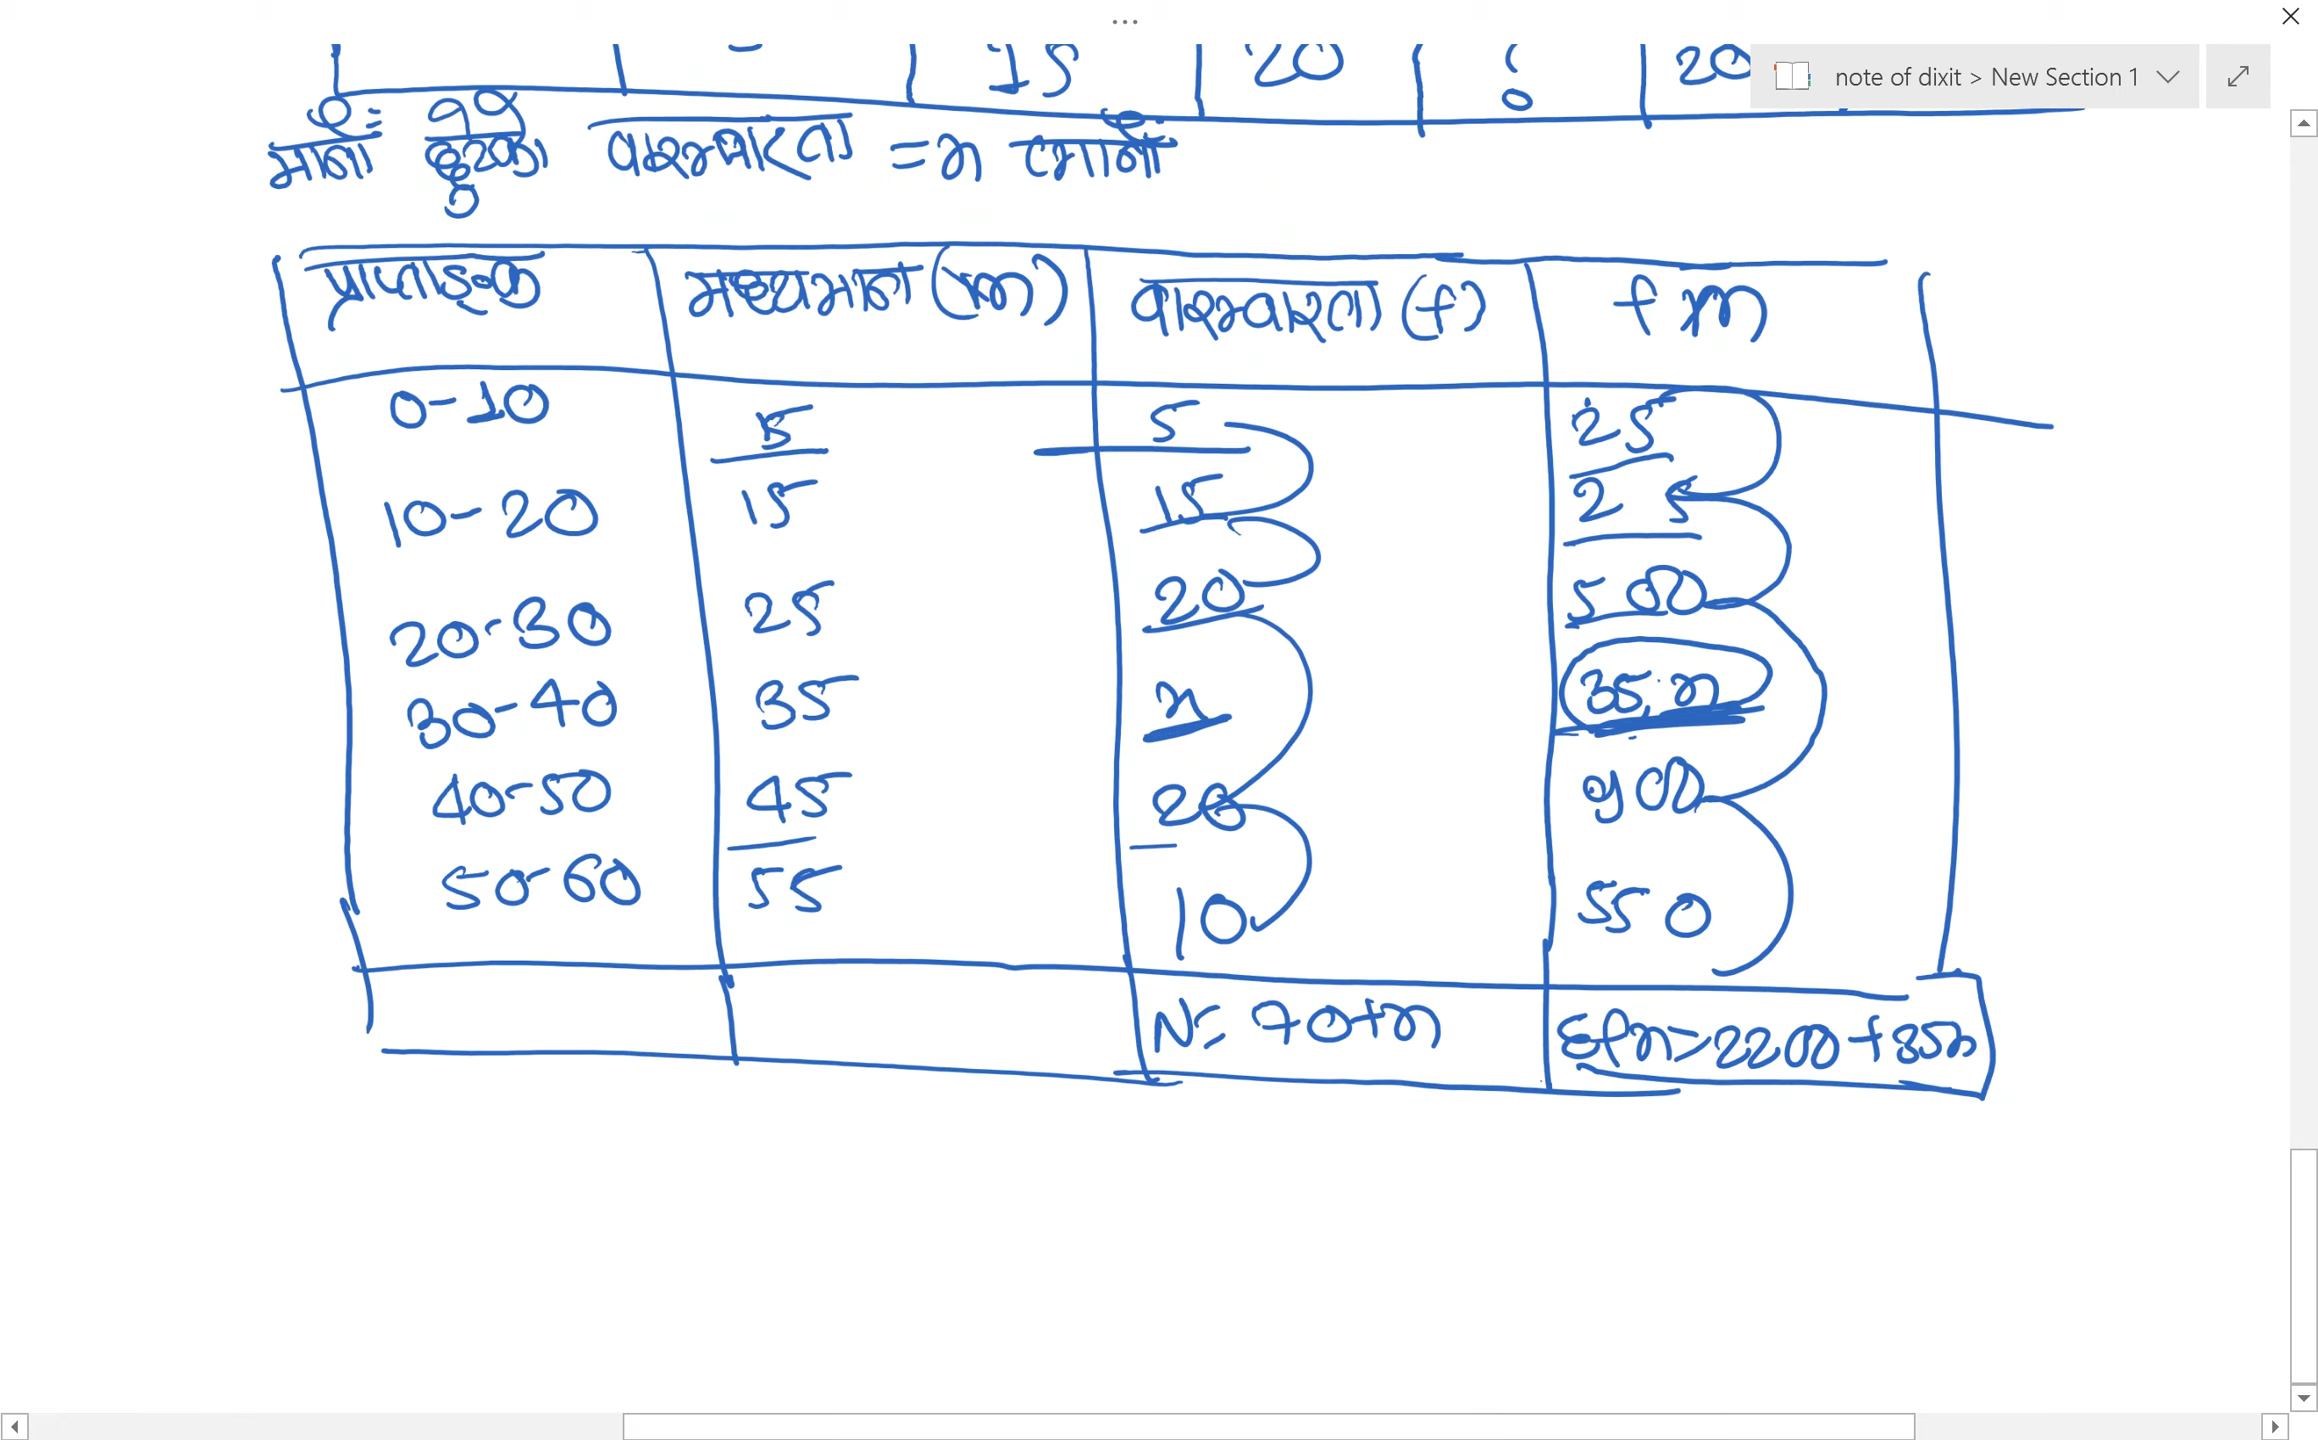 ...
15 20 20
note of dixit > New Section 1
मानौं बारम्बारता = x
प्राप्ताङ्क मध्यमान (m) बारम्बारता (f) f×m
0-10 5 5 25
10-20 15 15 225
20-30 25 20 500
30-40 35 x 35x
40-50 45 20 900
50-60 55 10 550
N= 70+x Σfm=2200+35x